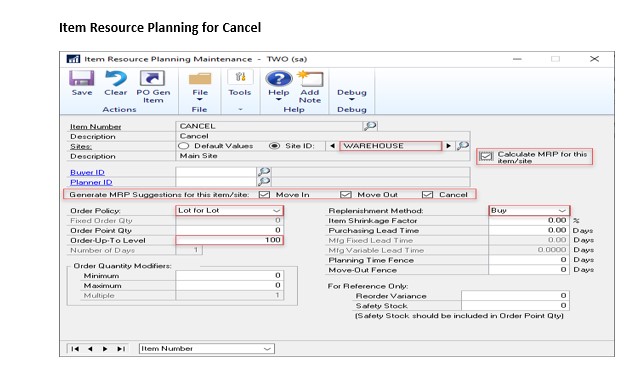 Item Resource Planning for Cancel
Item Resource Planning Maintenance - TWO (sa)
Save Clear PO Gen Item File Tools Help Add Note Debug
Actions File Help Debug
Item Number CANCEL
Description Cancel
Sites: Default Values Site ID: WAREHOUSE
Description Main Site
Calculate MRP for this item/site
Buyer ID
Planner ID
Generate MRP Suggestions for this item/site: Move In Move Out Cancel
Order Policy: Lot for Lot Replenishment Method: Buy
Fixed Order Qty 0 Item Shrinkage Factor 0.00 %
Order Point Qty 0 Purchasing Lead Time 0.00 Days
Order-Up-To Level 100 Mfg Fixed Lead Time 0.00 Days
Number of Days 1 Mfg Variable Lead Time 0.0000 Days
Planning Time Fence 0 Days
Order Quantity Modifiers: Move-Out Fence 0 Days
Minimum 0
Maximum 0 For Reference Only:
Multiple 1 Reorder Variance 0
Safety Stock 0
(Safety Stock should be included in Order Point Qty)
Item Number